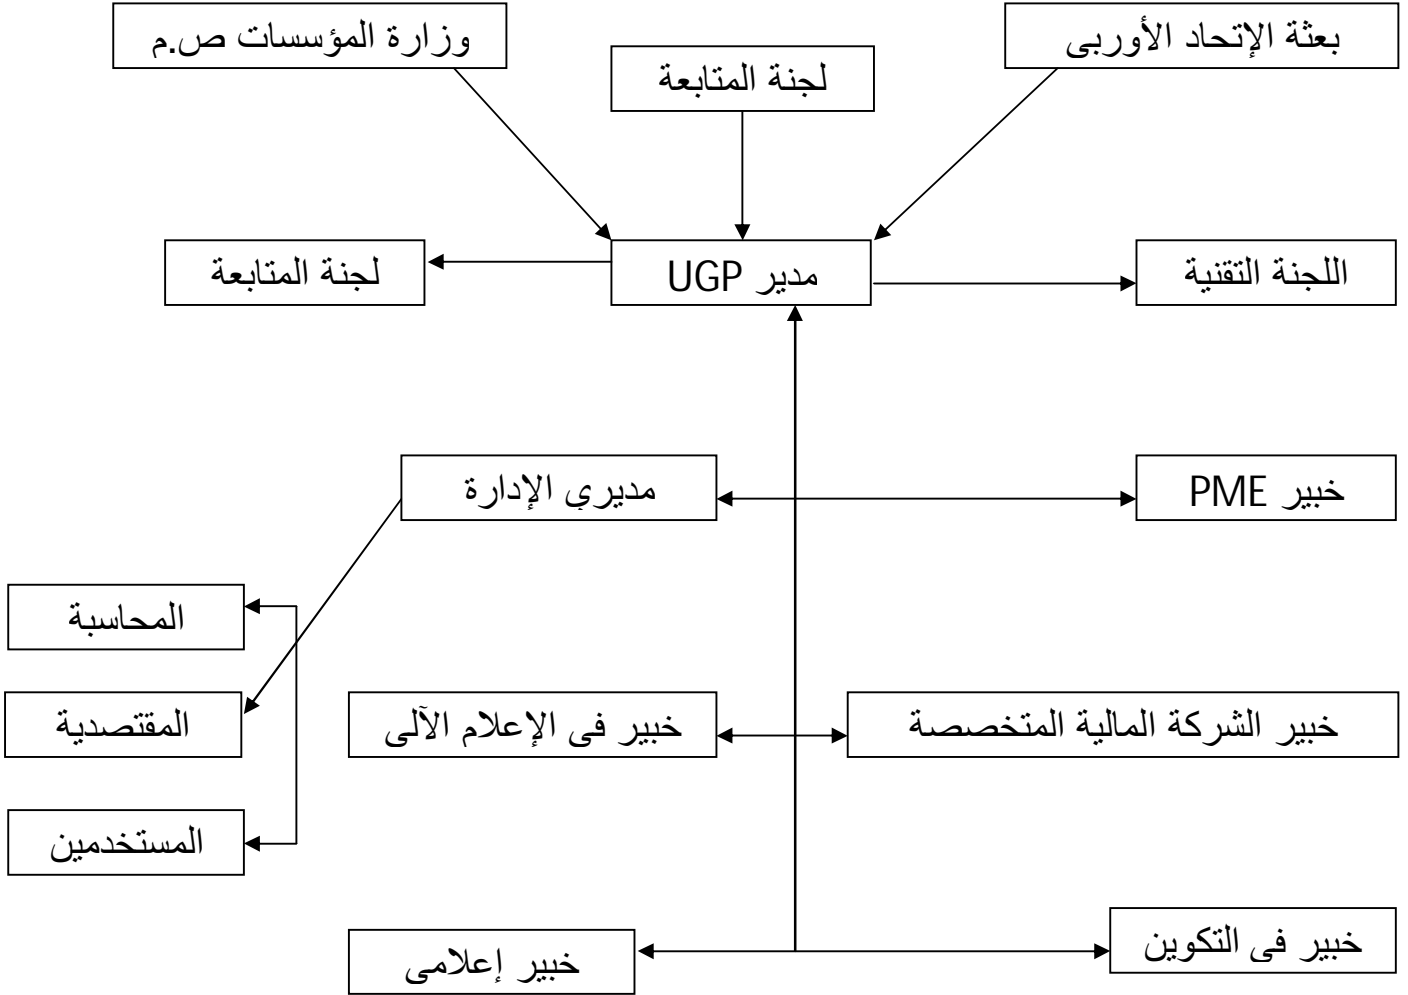 بعثة الإتحاد الأوربى
وزارة المؤسسات ص.م
لجنة المتابعة
اللجنة التقنية
مدير UGP
لجنة المتابعة
خبير PME
مديري الإدارة
المحاسبة
خبير الشركة المالية المتخصصة
خبير فى الإعلام الآلى
المقتصدية
المستخدمين
خبير فى التكوين
خبير إعلامى